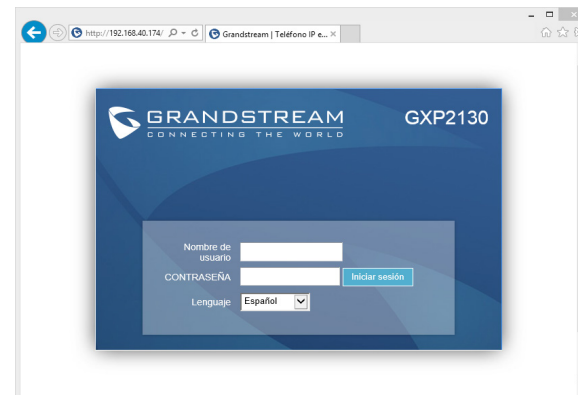 http://192.168.40.174/
Grandstream | Teléfono IP e...
GRANDSTREAM
CONNECTING THE WORLD
GXP2130
Nombre de
usuario
CONTRASEÑA
Iniciar sesión
Lenguaje
Español